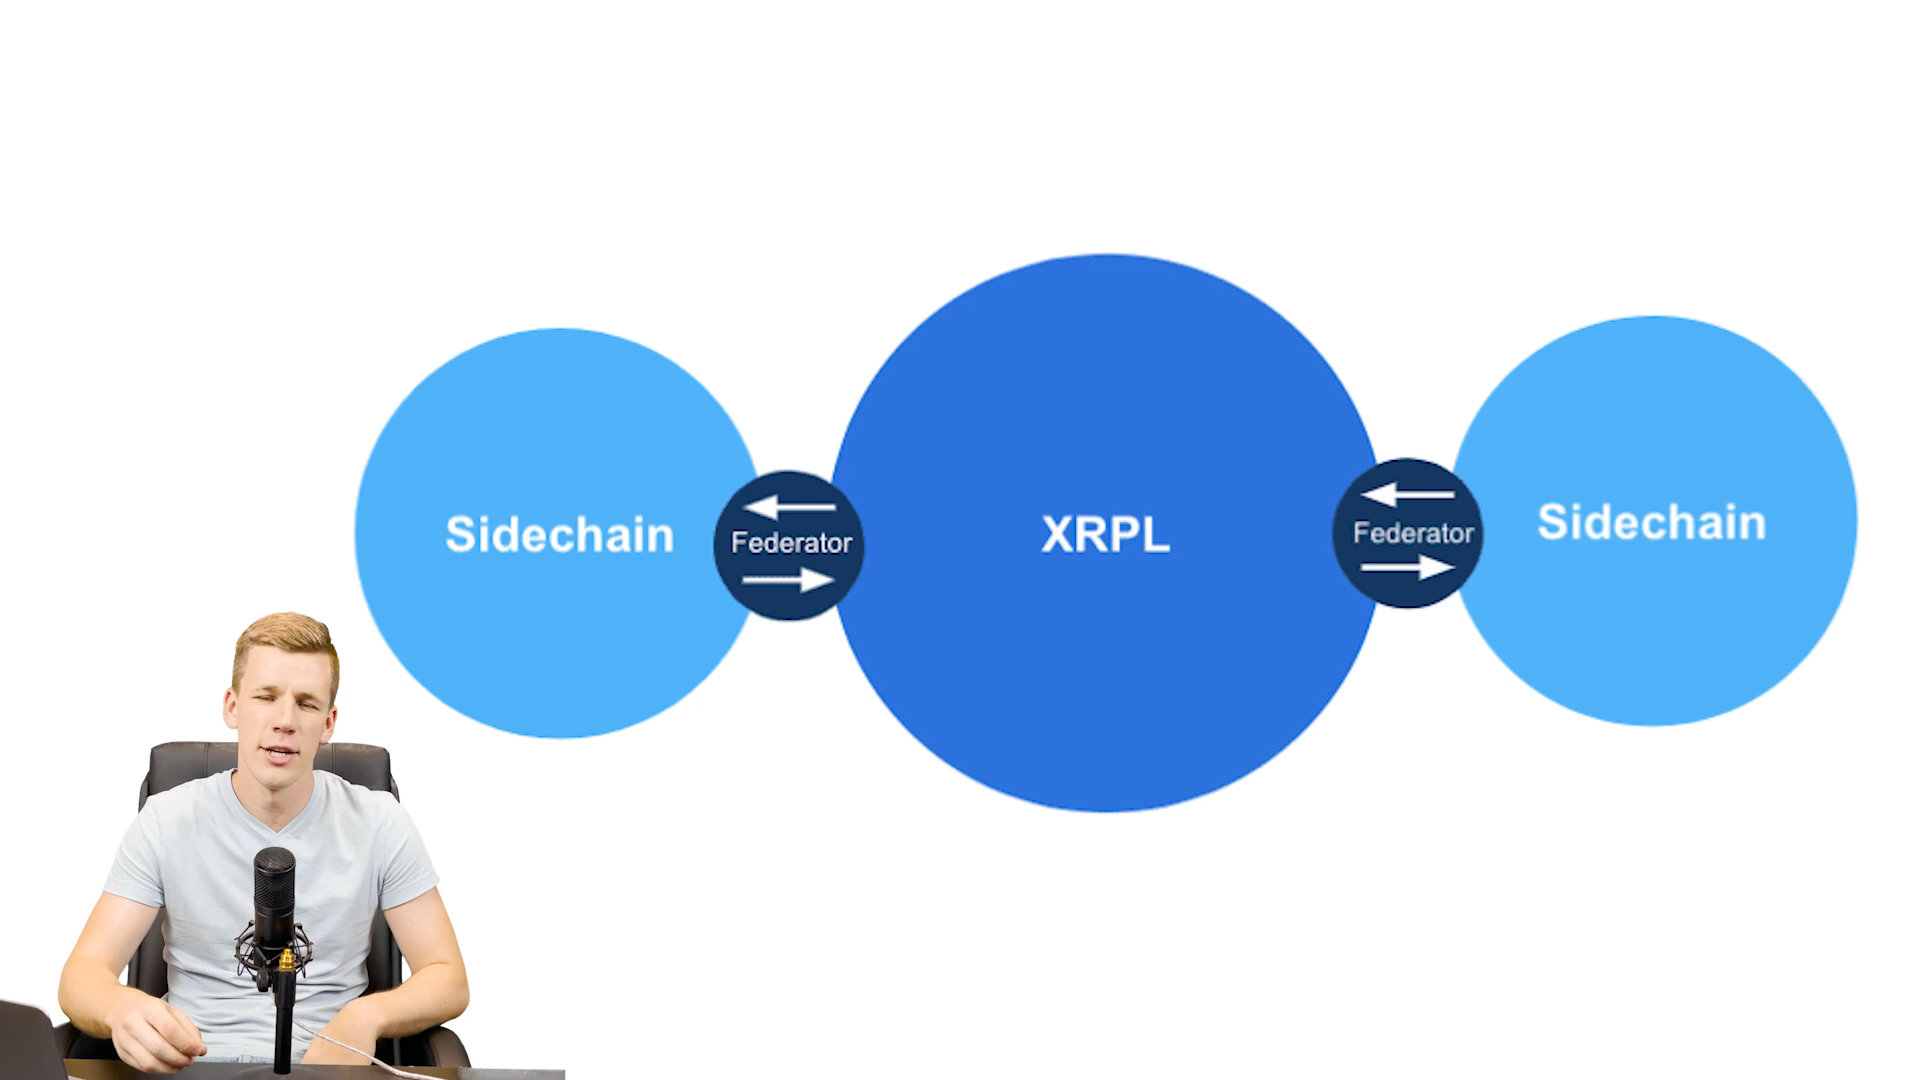 Sidechain
Federator
XRPL
Federator
Sidechain